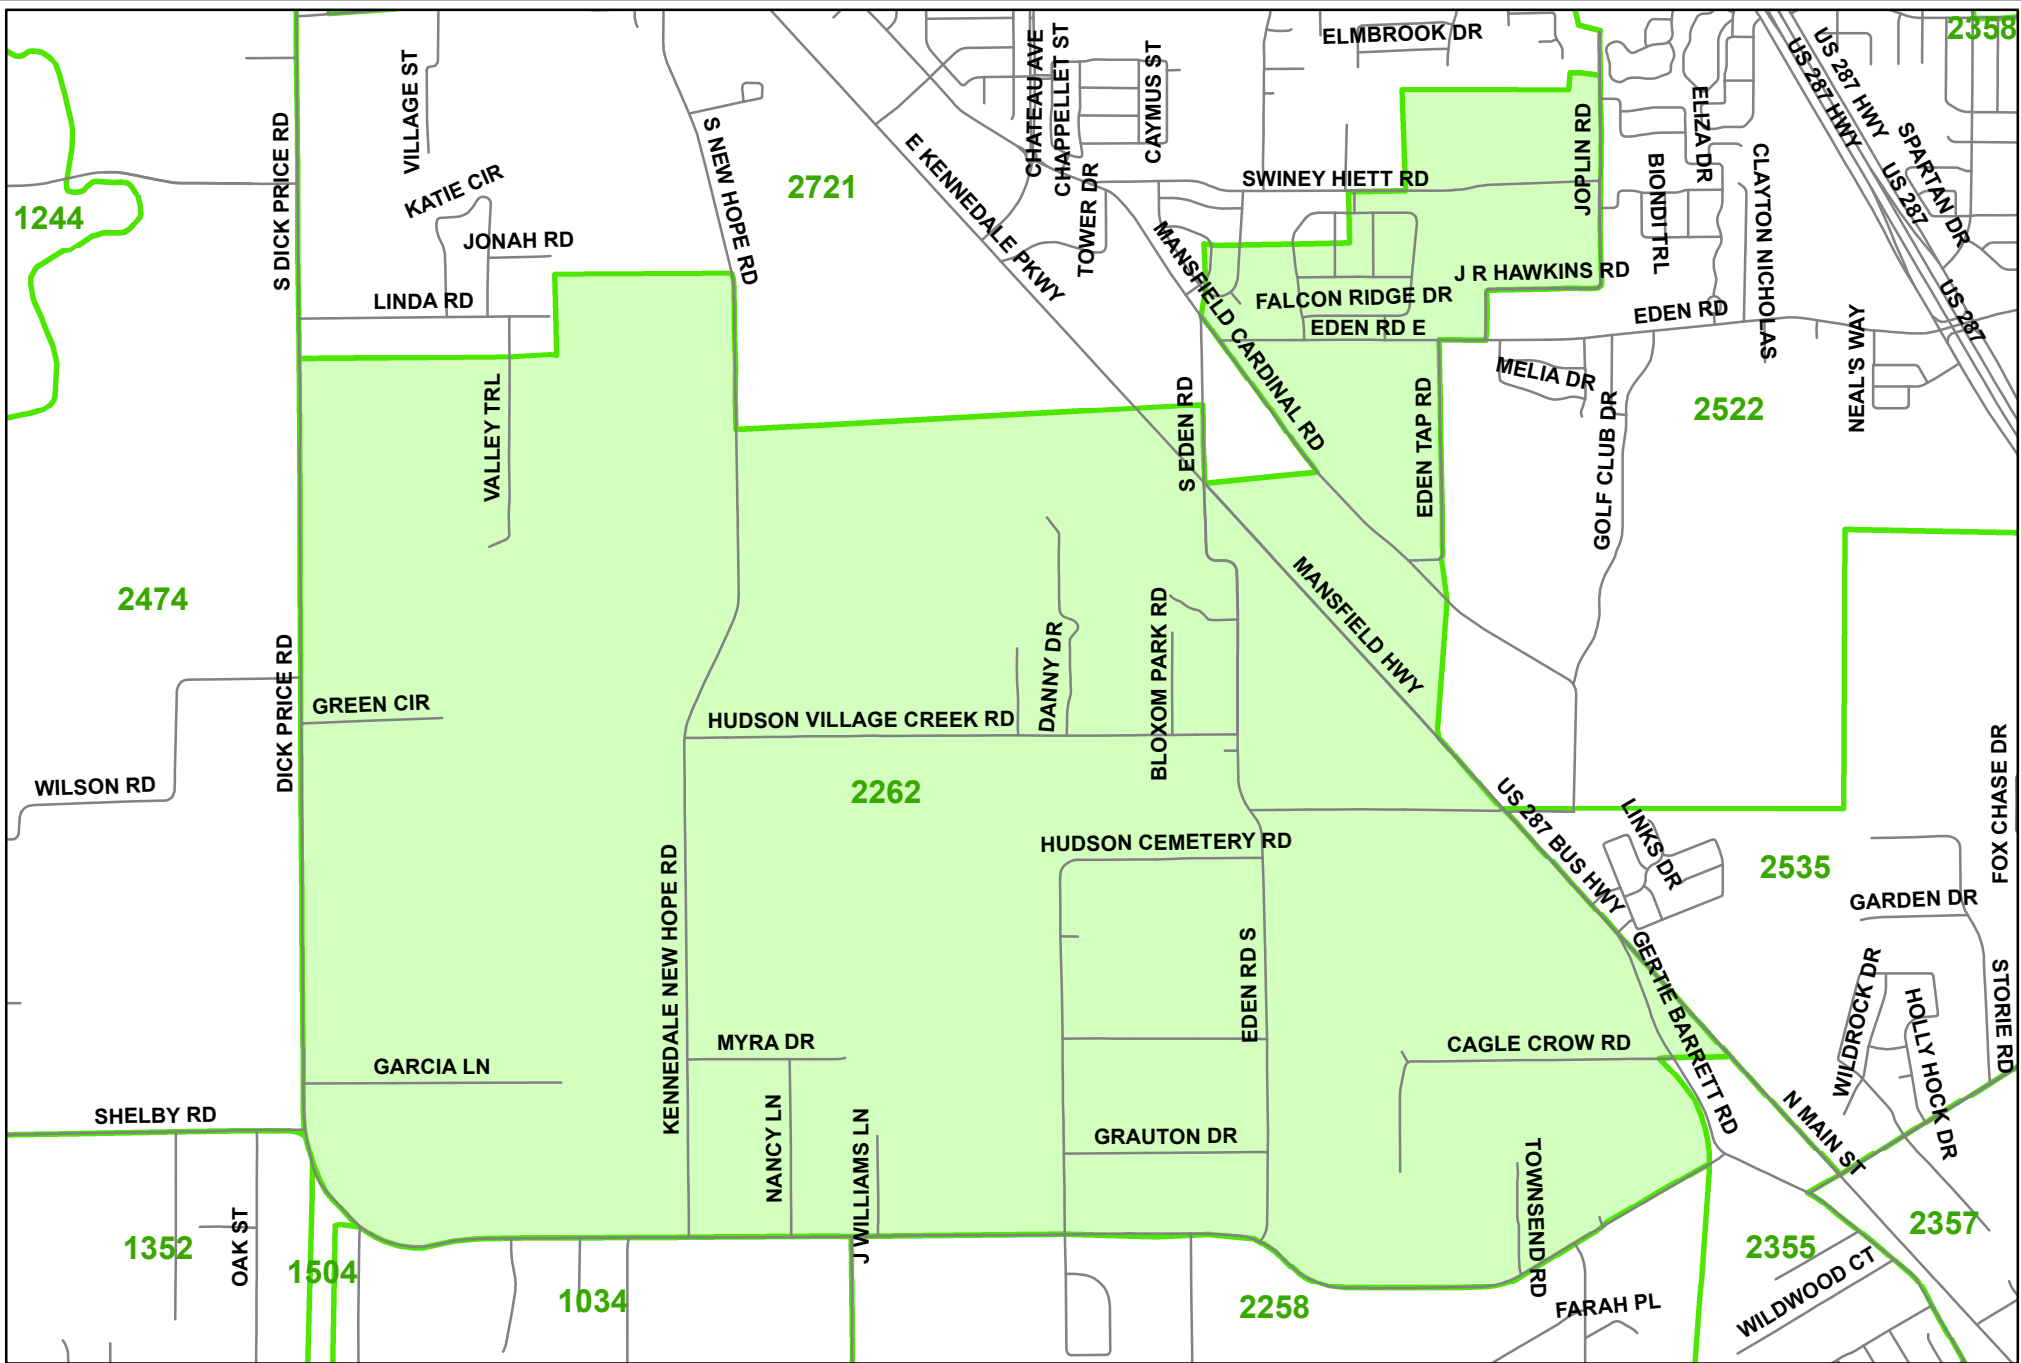 2358
ELMBROOK DR
US 287 HWY
US 287 HWY
VILLAGE ST
CHATEAU AVE
CHAPPELLET ST
CAYMUS ST
S DICK PRICE RD
S NEW HOPE RD
E KENNEDALE PKWY
JOPLIN RD
ELIZA DR
SPARTAN DR
US 287
BIONDI TRL
CLAYTON NICHOLAS
KATIE CIR
2721
TOWER DR
SWINEY HIETT RD
1244
JONAH RD
MANSFIELD CARDINAL RD
J R HAWKINS RD
LINDA RD
FALCON RIDGE DR
EDEN RD E
EDEN RD
US 287
NEAL'S WAY
MELIA DR
VALLEY TRL
S EDEN RD
EDEN TAP RD
GOLF CLUB DR
2522
2474
MANSFIELD HWY
DICK PRICE RD
GREEN CIR
HUDSON VILLAGE CREEK RD
DANNY DR
BLOXOM PARK RD
WILSON RD
2262
US 287 BUS HWY
LINKS DR
FOX CHASE DR
HUDSON CEMETERY RD
2535
GARDEN DR
KENNEDALE NEW HOPE RD
EDEN RD S
GERTIE BARRETT RD
WILDROCK DR
HOLLY HOCK DR
STORIE RD
MYRA DR
CAGLE CROW RD
GARCIA LN
SHELBY RD
NANCY LN
J WILLIAMS LN
GRAUTON DR
TOWNSEND RD
N MAIN ST
1352
OAK ST
1504
1034
2258
FARAH PL
2355
WILDWOOD CT
2357